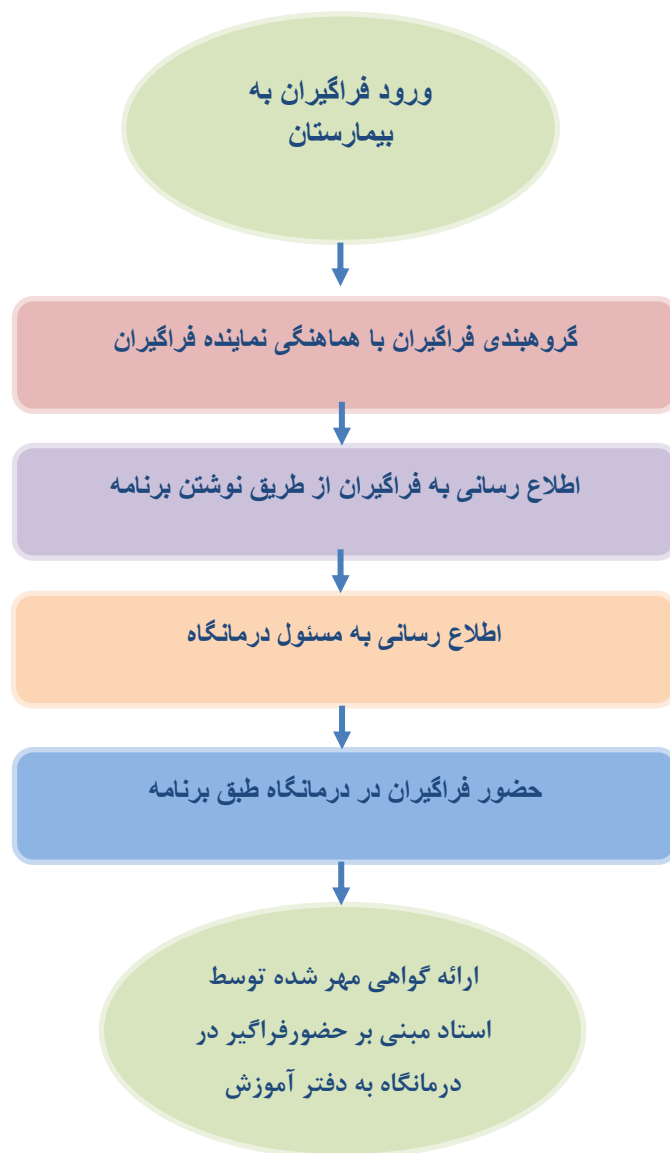 ورود فراگیران به
بیمارستان
گروهبندی فراگیران با هماهنگی نماینده فراگیران
اطلاع رسانی به فراگیران از طریق نوشتن برنامه
اطلاع رسانی به مسئول درمانگاه
حضور فراگیران در درمانگاه طبق برنامه
ارائه گواهی مهر شده توسط
استاد مبنی بر حضورفراگیر در
درمانگاه به دفتر آموزش